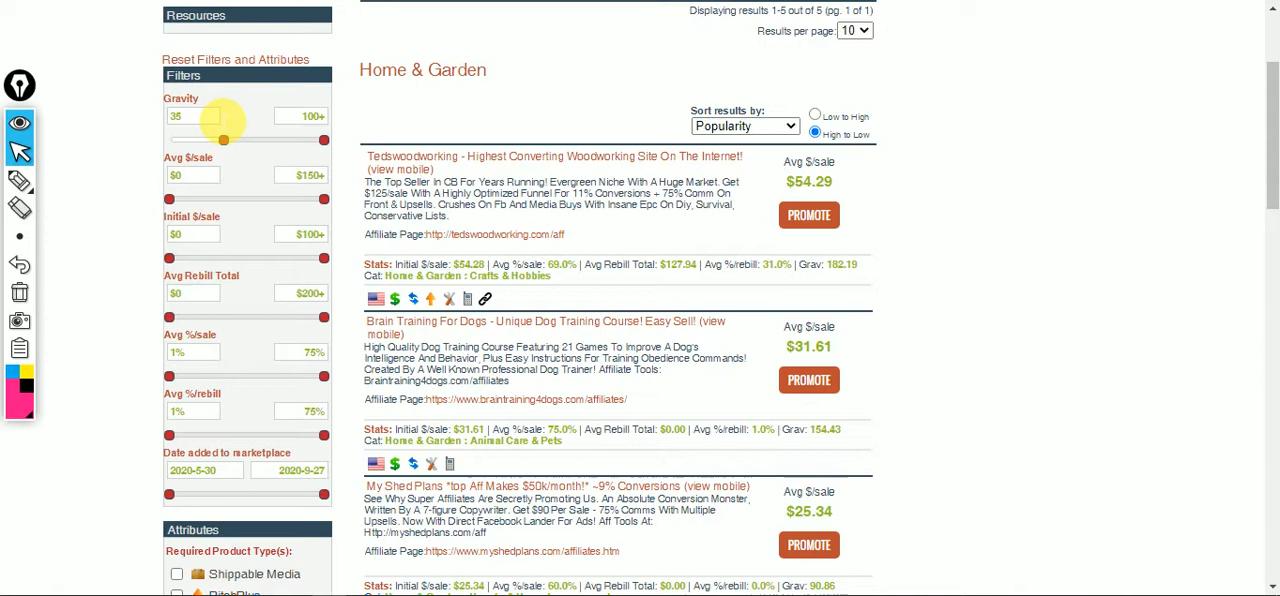 Resources
Displaying results 1-5 out of 5 (pg. 1 of 1)
Results per page: 10
Reset Filters and Attributes
Filters
Home & Garden
Gravity
35 100+
Sort results by:
Popularity
Low to High
High to Low
Avg $/sale
$0 $150+
Initial $/sale
$0 $100+
Avg Rebill Total
$0 $200+
Avg %/sale
1% 75%
Avg %/rebill
1% 75%
Date added to marketplace
2020-5-30 2020-9-27
Attributes
Required Product Type(s):
Shippable Media
Tedswoodworking - Highest Converting Woodworking Site On The Internet!
(view mobile)
The Top Seller In CB For Years Running! Evergreen Niche With A Huge Market. Get
$125/sale With A Highly Optimized Funnel For 11% Conversions + 75% Comm On
Front & Upsells. Crushes On Fb And Media Buys With Insane Epc On Diy, Survival,
Conservative Lists.
Affiliate Page:http://tedswoodworking.com/aff
Avg $/sale
$54.29
PROMOTE
Stats: Initial $/sale: $54.28 | Avg %/sale: 69.0% | Avg Rebill Total: $127.94 | Avg %/rebill: 31.0% | Grav: 182.19
Cat: Home & Garden : Crafts & Hobbies
Brain Training For Dogs - Unique Dog Training Course! Easy Sell! (view
mobile)
High Quality Dog Training Course Featuring 21 Games To Improve A Dog's
Intelligence And Behavior, Plus Easy Instructions For Training Obedience Commands!
Created By A Well Known Professional Dog Trainer! Affiliate Tools:
Braintraining4dogs.com/affiliates
Affiliate Page:https://www.braintraining4dogs.com/affiliates/
Avg $/sale
$31.61
PROMOTE
Stats: Initial $/sale: $31.61 | Avg %/sale: 75.0% | Avg Rebill Total: $0.00 | Avg %/rebill: 1.0% | Grav: 154.43
Cat: Home & Garden : Animal Care & Pets
My Shed Plans *top Aff Makes $50k/month!* ~9% Conversions (view mobile)
See Why Super Affiliates Are Secretly Promoting Us. An Absolute Conversion Monster,
Written By A 7-figure Copywriter. Get $90 Per Sale - 75% Comms With Multiple
Upsells. Now With Direct Facebook Lander For Ads! Aff Tools At:
Http://myshedplans.com/aff
Affiliate Page:https://www.myshedplans.com/affiliates.htm
Avg $/sale
$25.34
PROMOTE
Stats: Initial $/sale: $25.34 | Avg %/sale: 60.0% | Avg Rebill Total: $0.00 | Avg %/rebill: 0.0% | Grav: 90.86